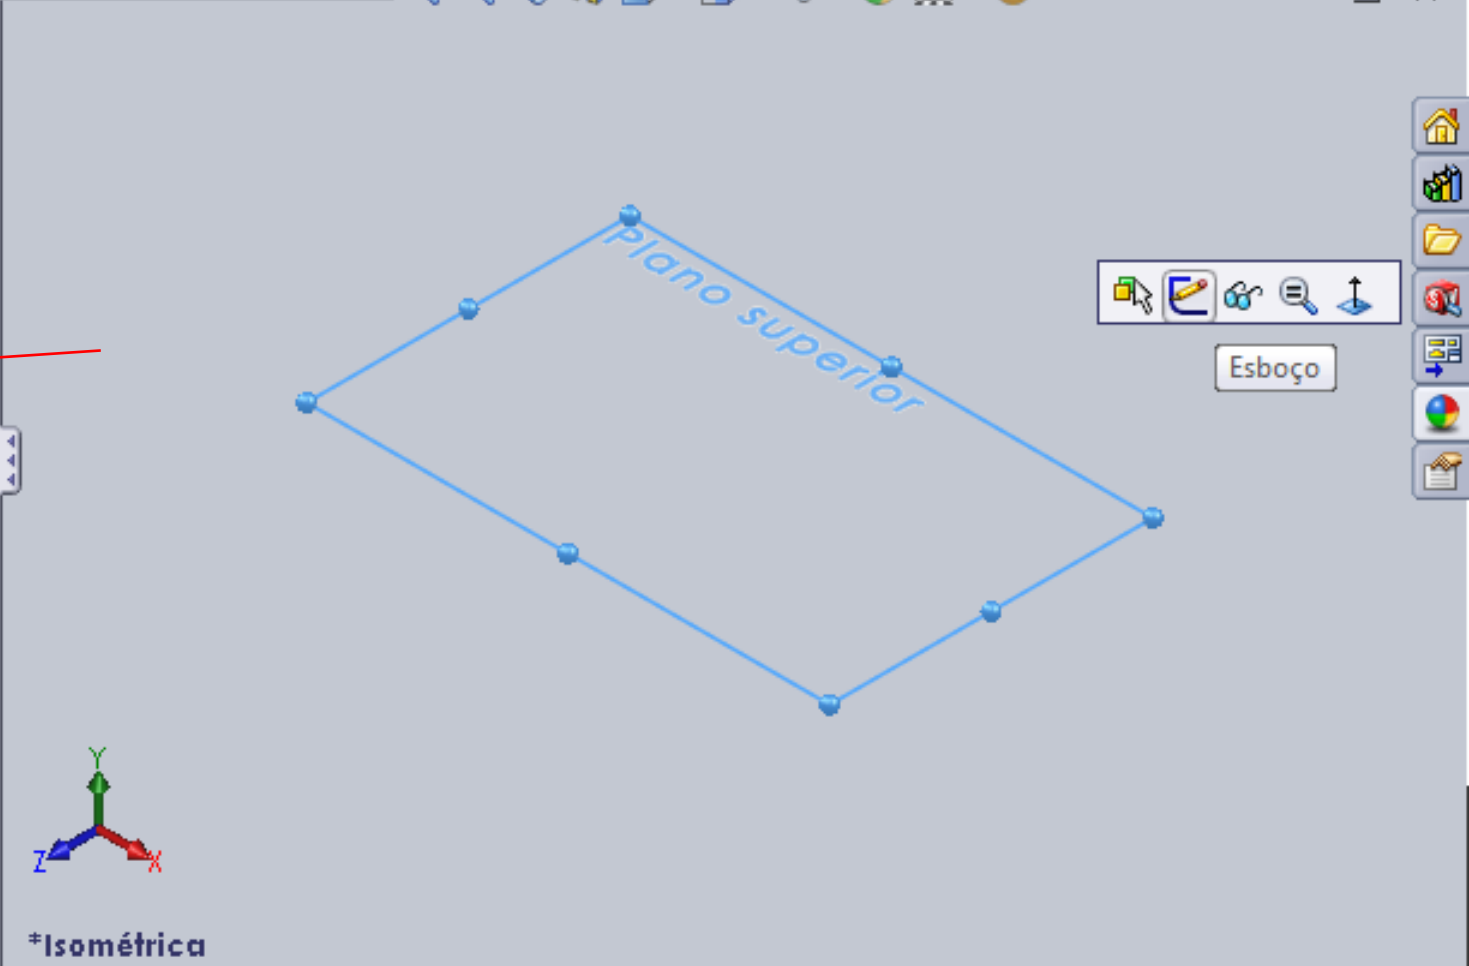 Plano superior
Esboço
Y
Z
X
*Isométrica